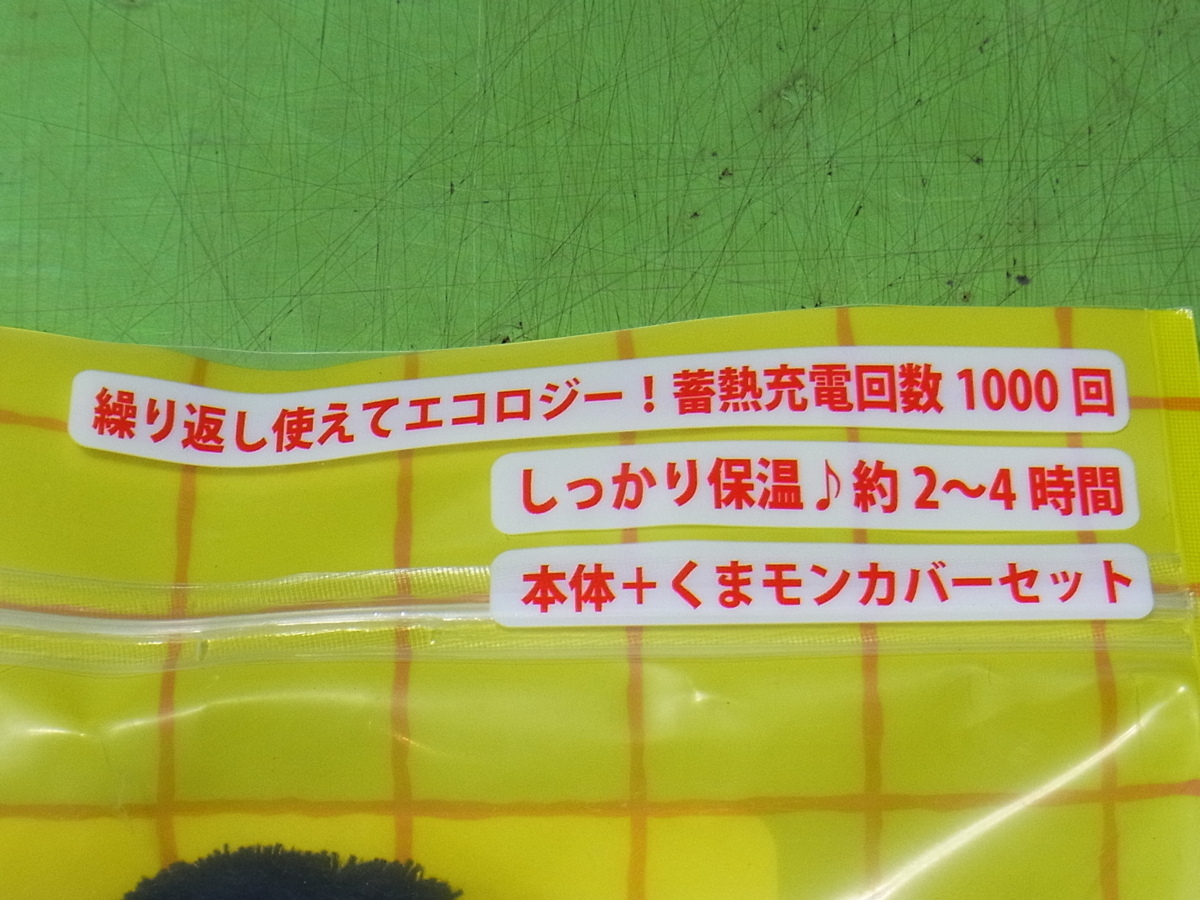 繰り返し使えてエコロジー！蓄熱充電回数 1000 回
しっかり保温♪約 2〜4 時間
本体＋くまモンカバーセット